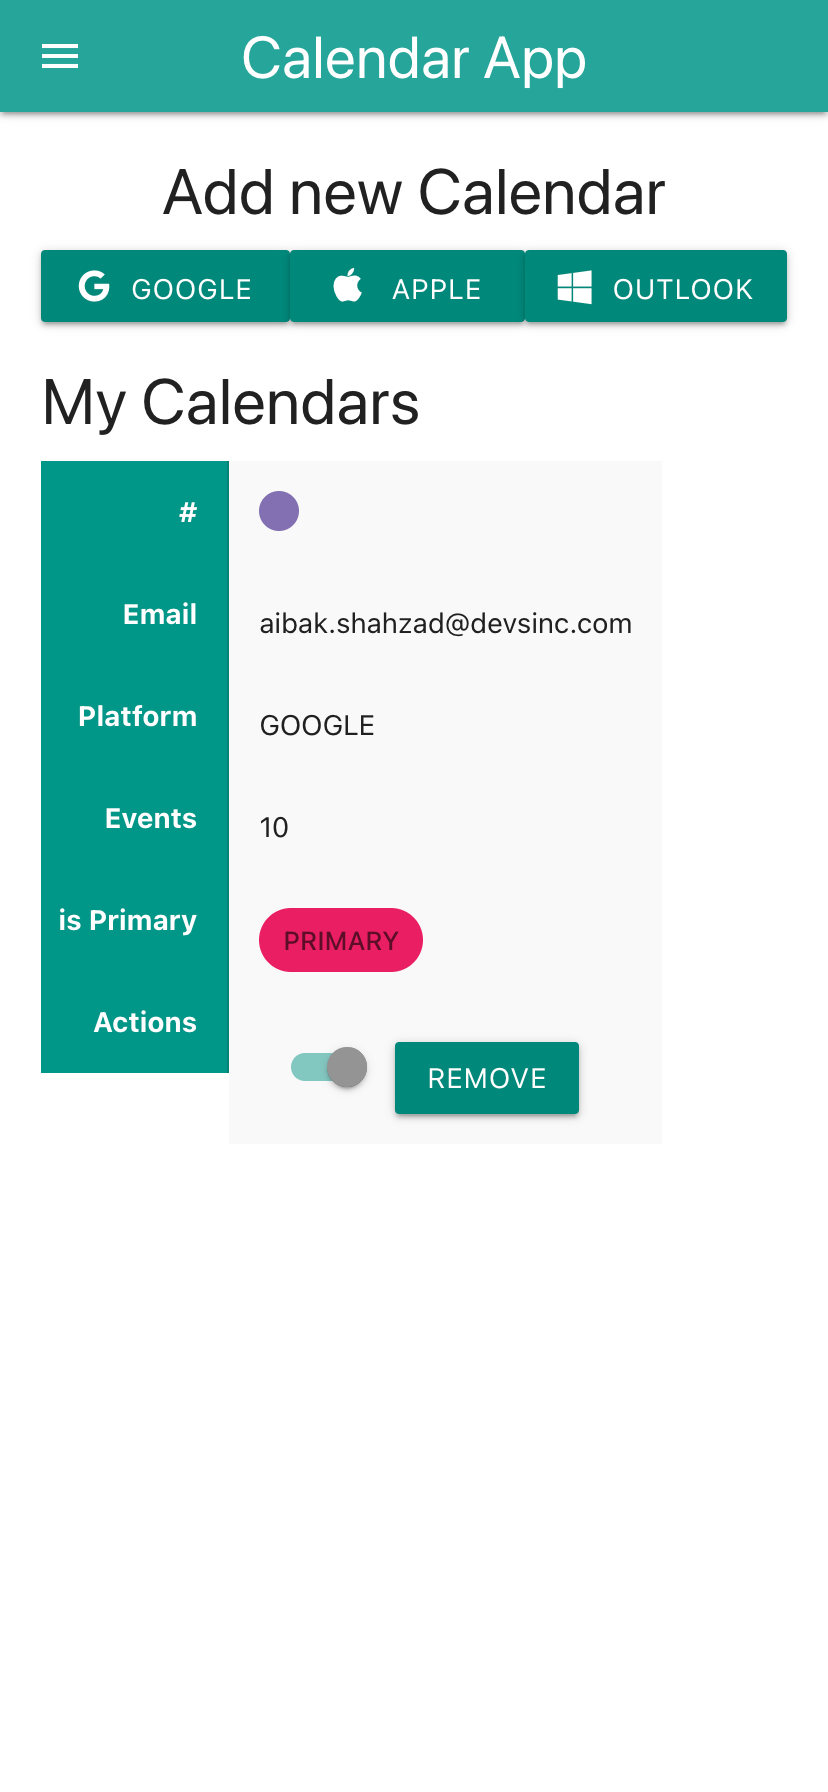 Calendar App
Add new Calendar
GOOGLE APPLE OUTLOOK
My Calendars
#
Email aibak.shahzad@devsinc.com
Platform GOOGLE
Events 10
is Primary PRIMARY
Actions REMOVE